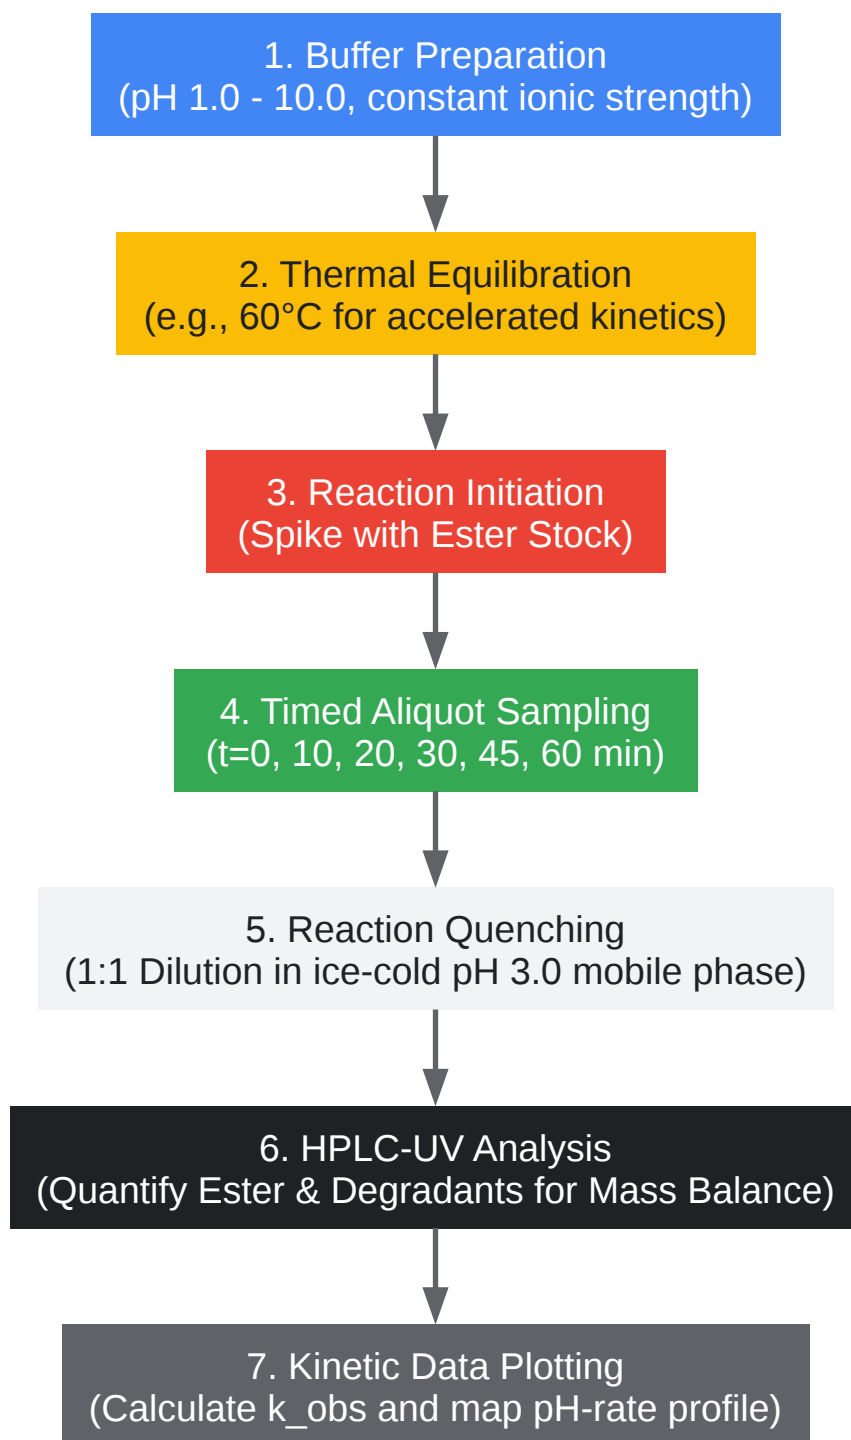 1. Buffer Preparation
(pH 1.0 - 10.0, constant ionic strength)
2. Thermal Equilibration
(e.g., 60°C for accelerated kinetics)
3. Reaction Initiation
(Spike with Ester Stock)
4. Timed Aliquot Sampling
(t=0, 10, 20, 30, 45, 60 min)
5. Reaction Quenching
(1:1 Dilution in ice-cold pH 3.0 mobile phase)
6. HPLC-UV Analysis
(Quantify Ester & Degradants for Mass Balance)
7. Kinetic Data Plotting
(Calculate k_obs and map pH-rate profile)